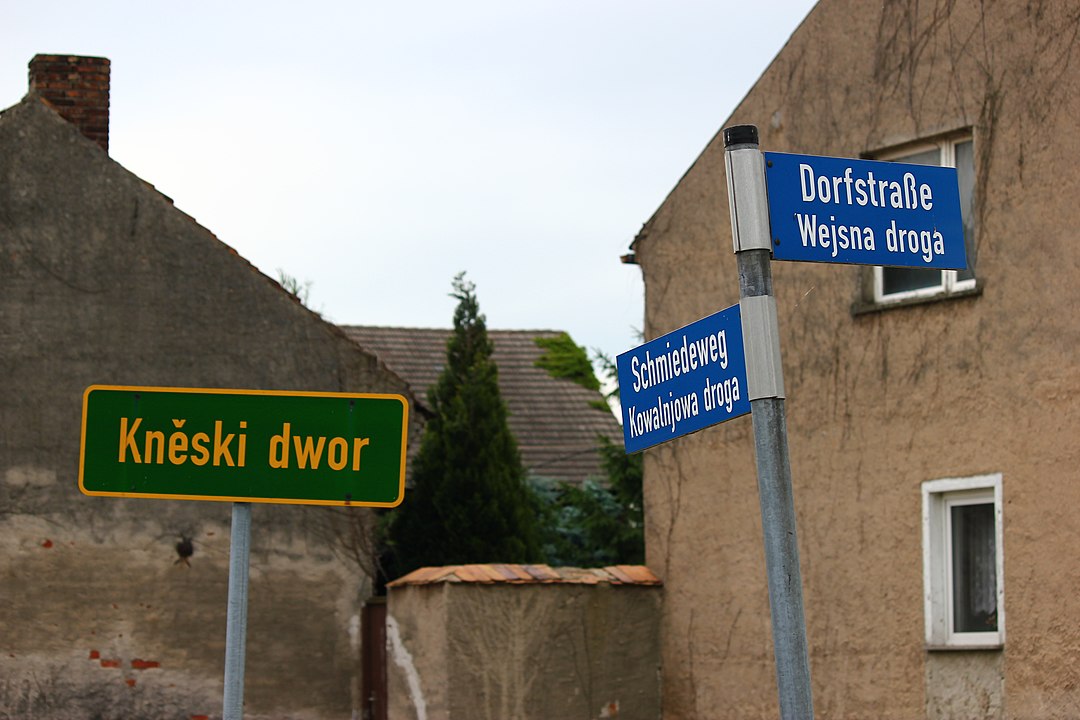 Kněski dwor
Dorfstraße
Wejsna droga
Schmiedeweg
Kowalnjowa droga